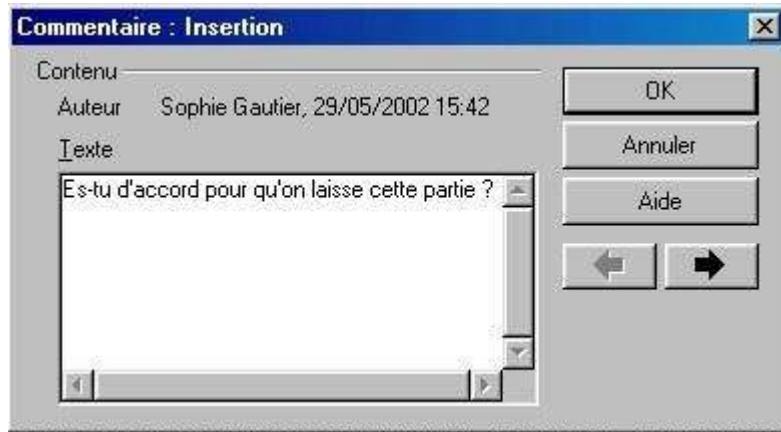 Commentaire : Insertion
Contenu
Auteur Sophie Gautier, 29/05/2002 15:42
Texte
Es-tu d'accord pour qu'on laisse cette partie ?
OK
Annuler
Aide